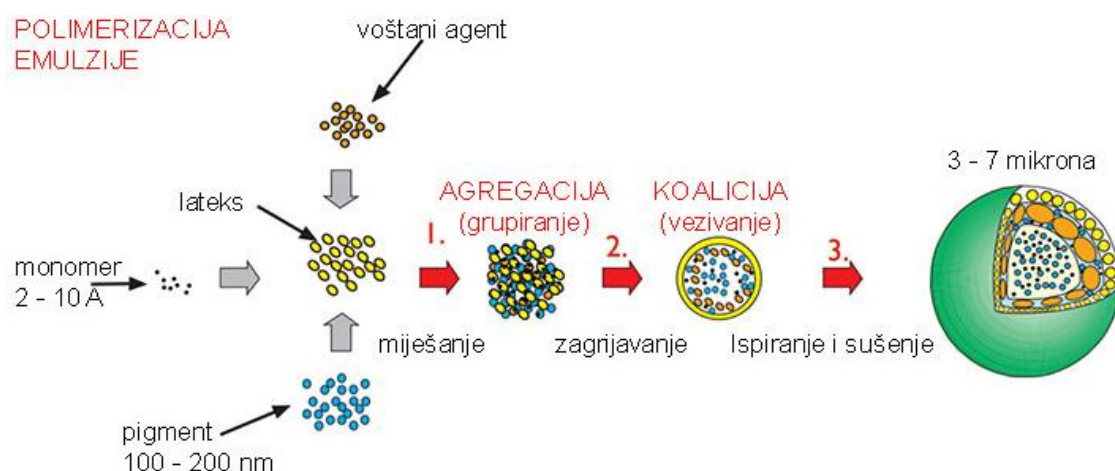 POLIMERIZACIJA
EMULZIJE
voštani agent
3 - 7 mikrona
AGREGACIJA
(grupiranje)
KOALICIJA
(vezivanje)
lateks
1.
2.
3.
monomer
2 - 10 A
miješanje
zagrijavanje
Ispiranje i sušenje
pigment
100 - 200 nm